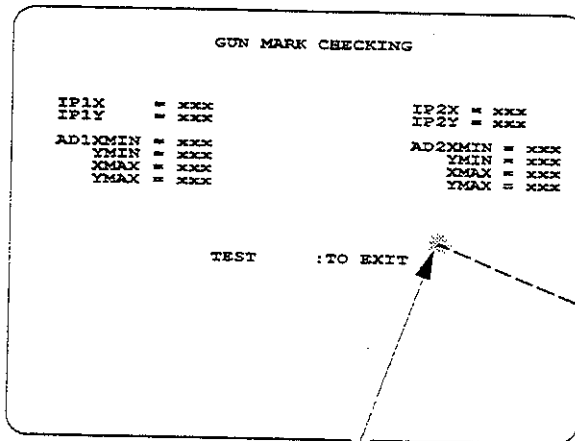 GUN MARK CHECKING
IP1X = xxx
IP1Y = xxx
AD1XMIN = xxx
YMIN = xxx
XMAX = xxx
YMAX = xxx
IP2X = xxx
IP2Y = xxx
AD2XMIN = xxx
YMIN = xxx
XMAX = xxx
YMAX = xxx
TEST :TO EXIT